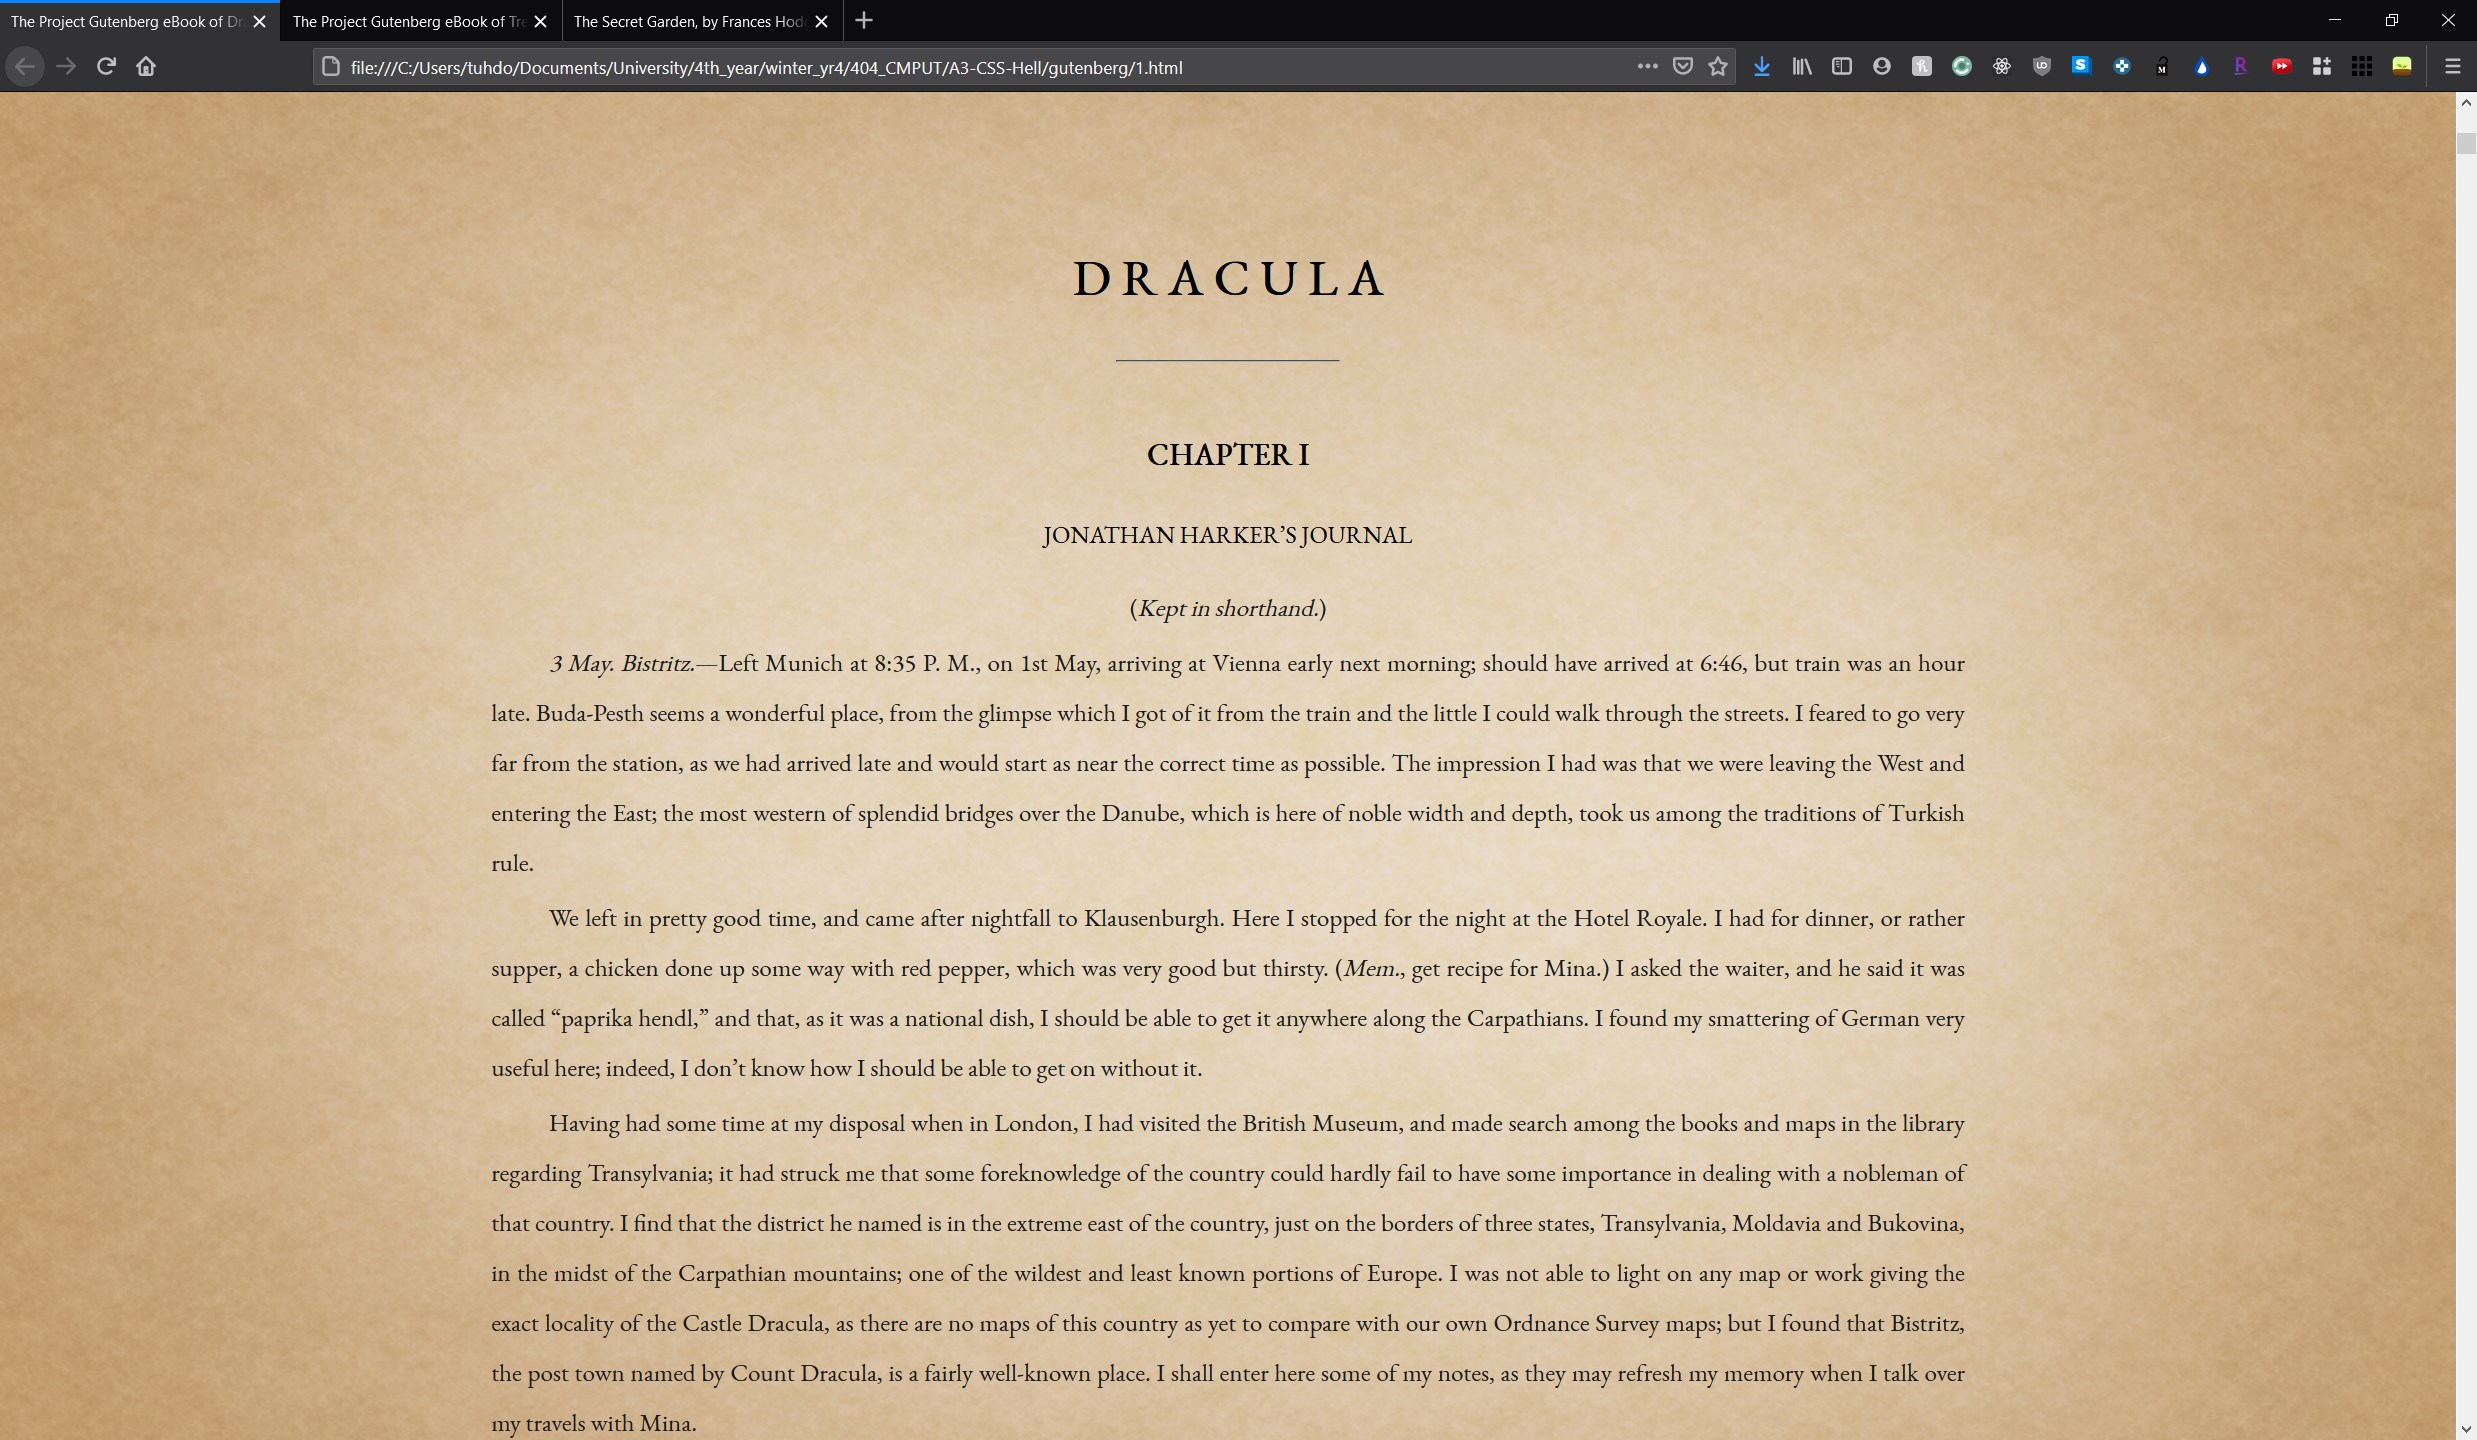 The Project Gutenberg eBook of Dr
The Project Gutenberg eBook of Tre
The Secret Garden, by Frances Hodg
file:///C:/Users/tuhdo/Documents/University/4th_year/winter_yr4/404_CMPUT/A3-CSS-Hell/gutenberg/1.html
DRACULA
CHAPTER I
JONATHAN HARKER’S JOURNAL
(Kept in shorthand.)
3 May. Bistritz.—Left Munich at 8:35 P. M., on 1st May, arriving at Vienna early next morning; should have arrived at 6:46, but train was an hour
late. Buda-Pesth seems a wonderful place, from the glimpse which I got of it from the train and the little I could walk through the streets. I feared to go very
far from the station, as we had arrived late and would start as near the correct time as possible. The impression I had was that we were leaving the West and
entering the East; the most western of splendid bridges over the Danube, which is here of noble width and depth, took us among the traditions of Turkish
rule.
We left in pretty good time, and came after nightfall to Klausenburgh. Here I stopped for the night at the Hotel Royale. I had for dinner, or rather
supper, a chicken done up some way with red pepper, which was very good but thirsty. (Mem., get recipe for Mina.) I asked the waiter, and he said it was
called “paprika hendl,” and that, as it was a national dish, I should be able to get it anywhere along the Carpathians. I found my smattering of German very
useful here; indeed, I don’t know how I should be able to get on without it.
Having had some time at my disposal when in London, I had visited the British Museum, and made search among the books and maps in the library
regarding Transylvania; it had struck me that some foreknowledge of the country could hardly fail to have some importance in dealing with a nobleman of
that country. I find that the district he named is in the extreme east of the country, just on the borders of three states, Transylvania, Moldavia and Bukovina,
in the midst of the Carpathian mountains; one of the wildest and least known portions of Europe. I was not able to light on any map or work giving the
exact locality of the Castle Dracula, as there are no maps of this country as yet to compare with our own Ordnance Survey maps; but I found that Bistritz,
the post town named by Count Dracula, is a fairly well-known place. I shall enter here some of my notes, as they may refresh my memory when I talk over
my travels with Mina.